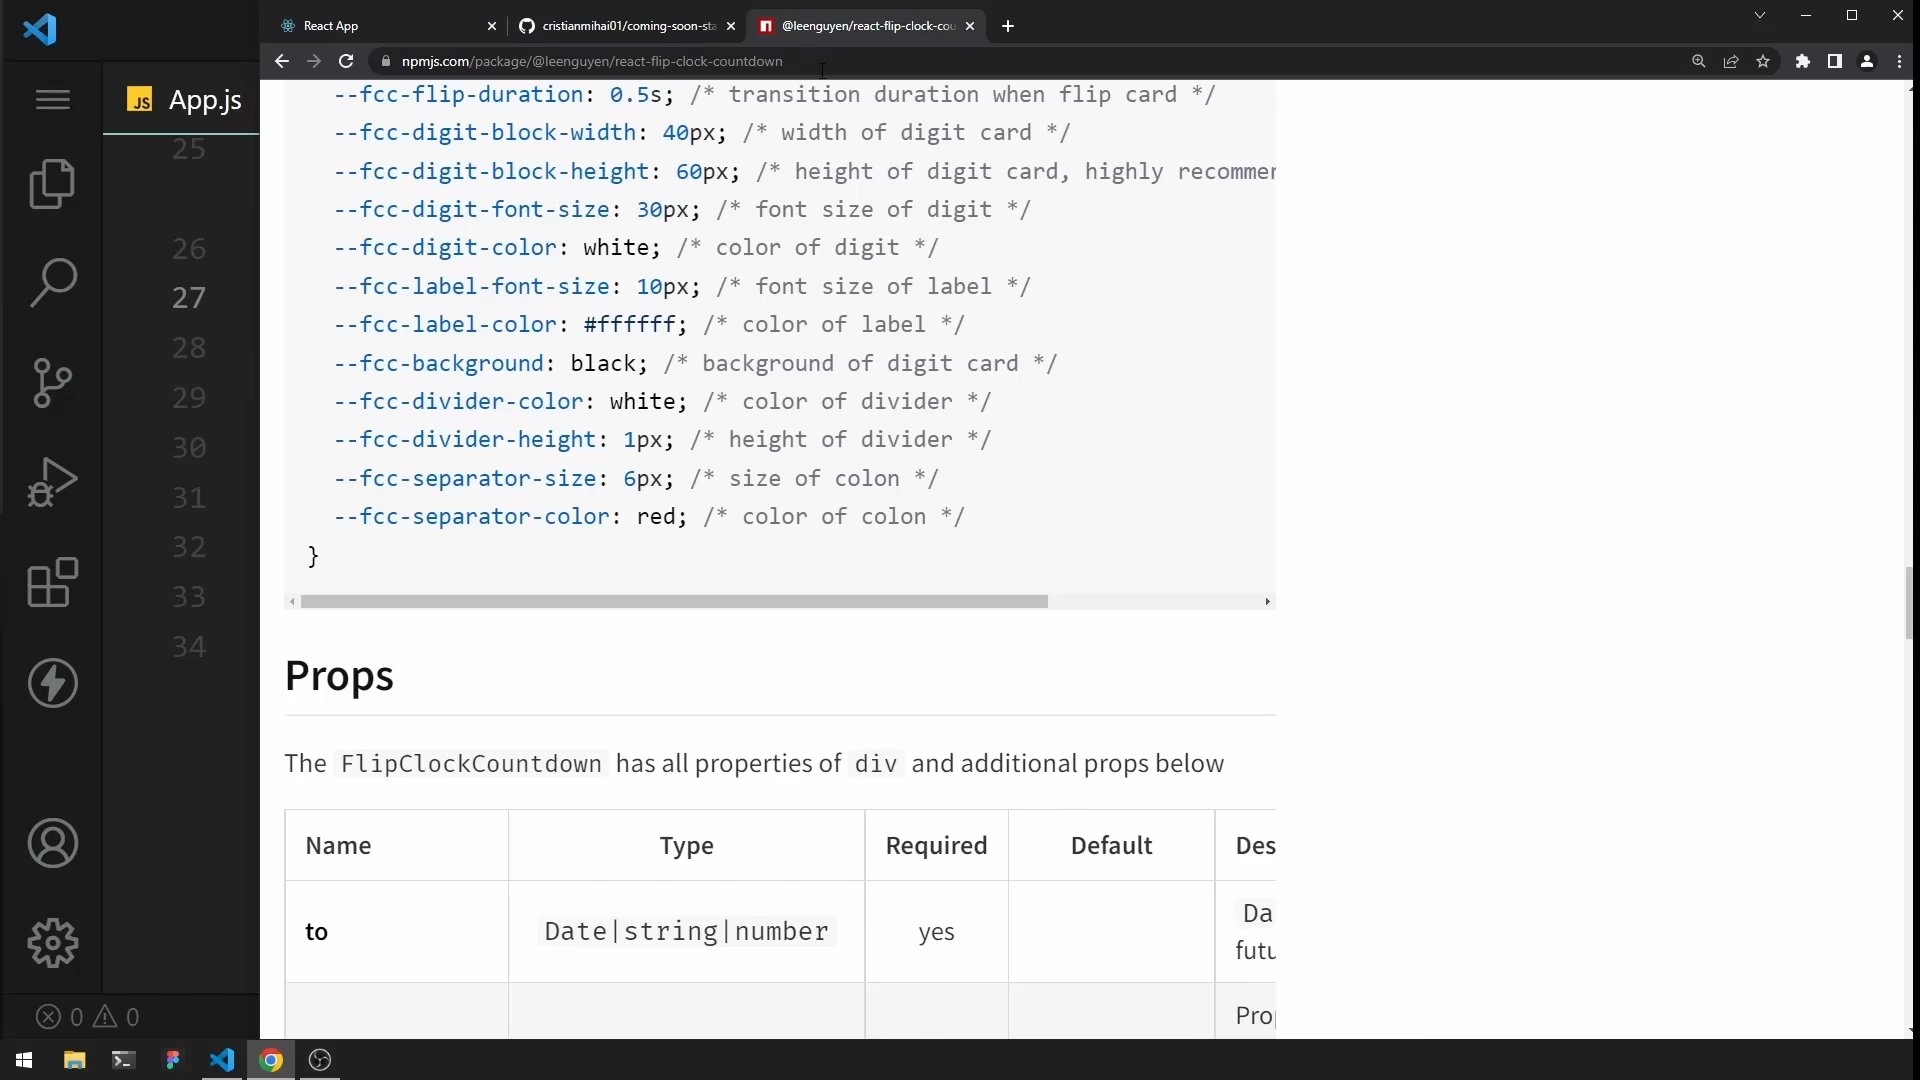 React App
cristianmihai01/coming-soon-sta
@leenguyen/react-flip-clock-cou
npmjs.com/package/@leenguyen/react-flip-clock-countdown
JS App.js
25
26
27
28
29
30
31
32
33
34
0 0
--fcc-flip-duration: 0.5s; /* transition duration when flip card */
--fcc-digit-block-width: 40px; /* width of digit card */
--fcc-digit-block-height: 60px; /* height of digit card, highly recommen
--fcc-digit-font-size: 30px; /* font size of digit */
--fcc-digit-color: white; /* color of digit */
--fcc-label-font-size: 10px; /* font size of label */
--fcc-label-color: #ffffff; /* color of label */
--fcc-background: black; /* background of digit card */
--fcc-divider-color: white; /* color of divider */
--fcc-divider-height: 1px; /* height of divider */
--fcc-separator-size: 6px; /* size of colon */
--fcc-separator-color: red; /* color of colon */
}
Props
The FlipClockCountdown has all properties of div and additional props below
Name Type Required Default Des
to Date|string|number yes Da
futu
Prop